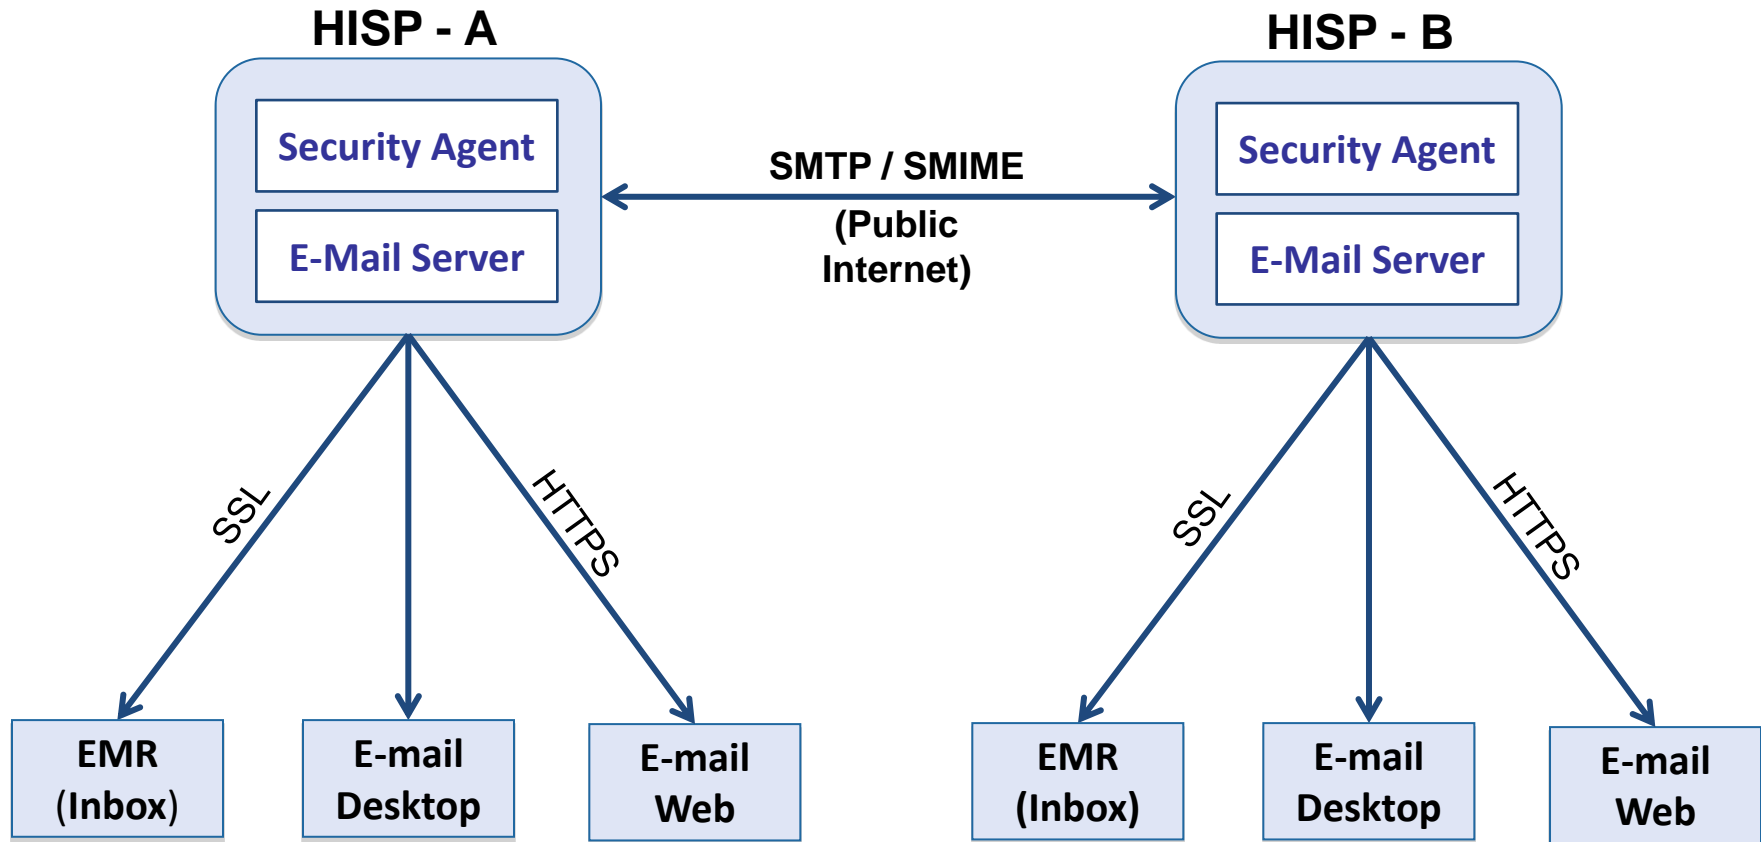 HISP - A
HISP - B
Security Agent
E-Mail Server
SMTP / SMIME
(Public
Internet)
Security Agent
E-Mail Server
SSL
HTTPS
SSL
HTTPS
EMR
(Inbox)
E-mail
Desktop
E-mail
Web
EMR
(Inbox)
E-mail
Desktop
E-mail
Web